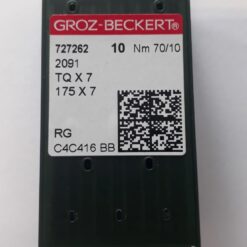 GROZ-BECKERT®
727262 10 Nm 70/10
2091
TQ X 7
175 X 7
RG
C4C416 BB